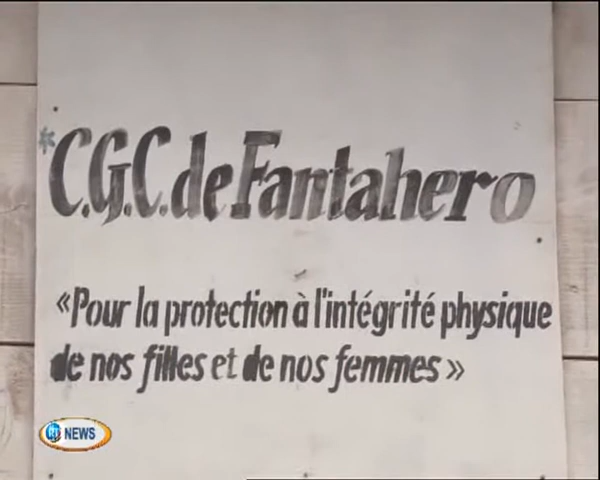 C.G.C. de Fantahero
«Pour la protection à l'intégrité physique
de nos filles et de nos femmes»
NEWS